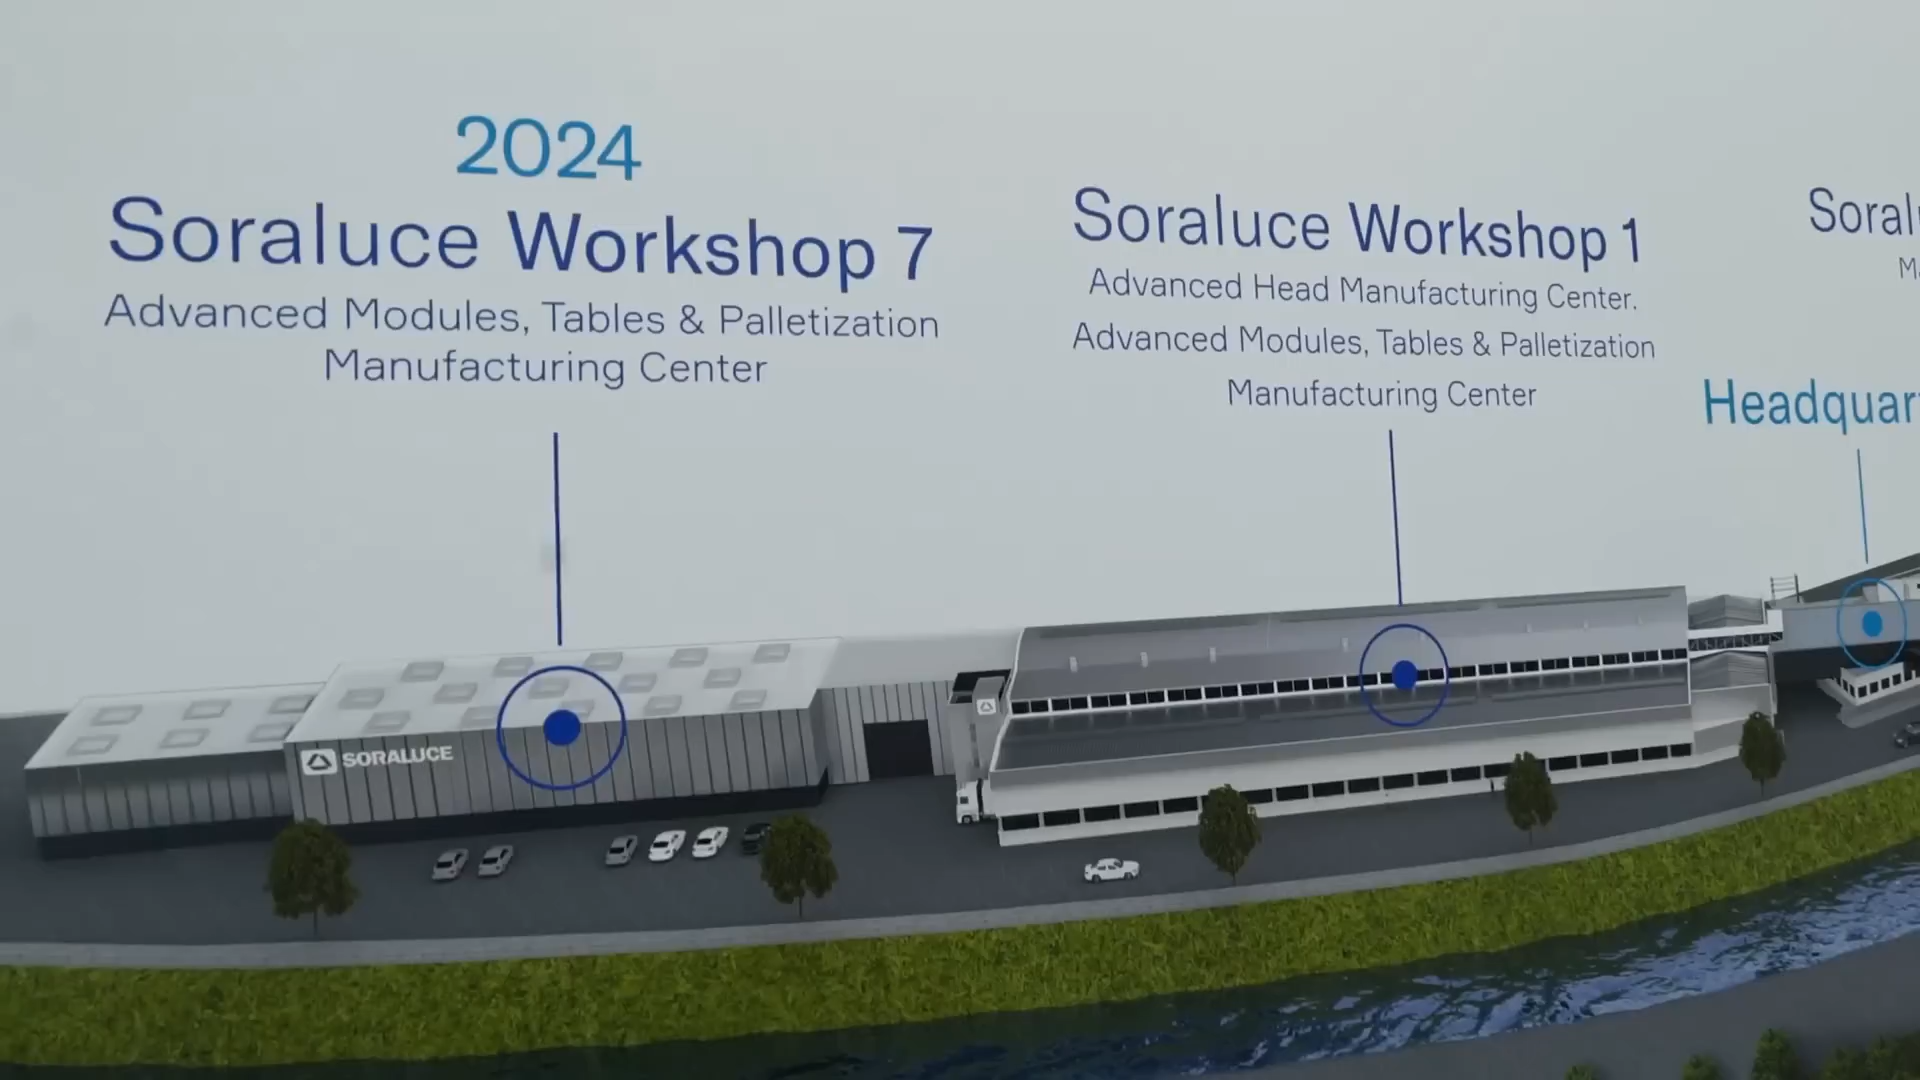 2024
Soraluce Workshop 7
Advanced Modules, Tables & Palletization
Manufacturing Center
Soraluce Workshop 1
Advanced Head Manufacturing Center.
Advanced Modules, Tables & Palletization
Manufacturing Center
SORALUCE